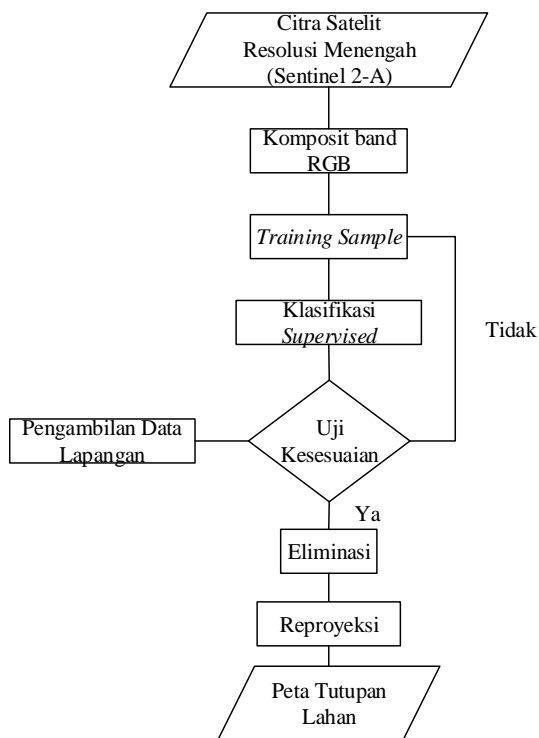 Citra Satelit
Resolusi Menengah
(Sentinel 2-A)
Komposit band
RGB
Training Sample
Klasifikasi
Supervised
Tidak
Pengambilan Data
Lapangan
Uji
Kesesuaian
Ya
Eliminasi
Reproyeksi
Peta Tutupan
Lahan